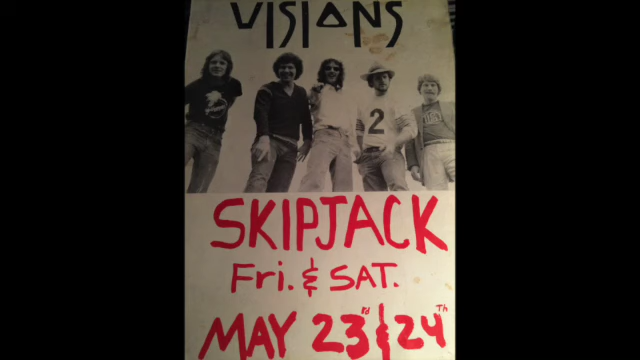 VISIONS
2
SKIPJACK
Fri. & SAT.
MAY 23rd & 24Th